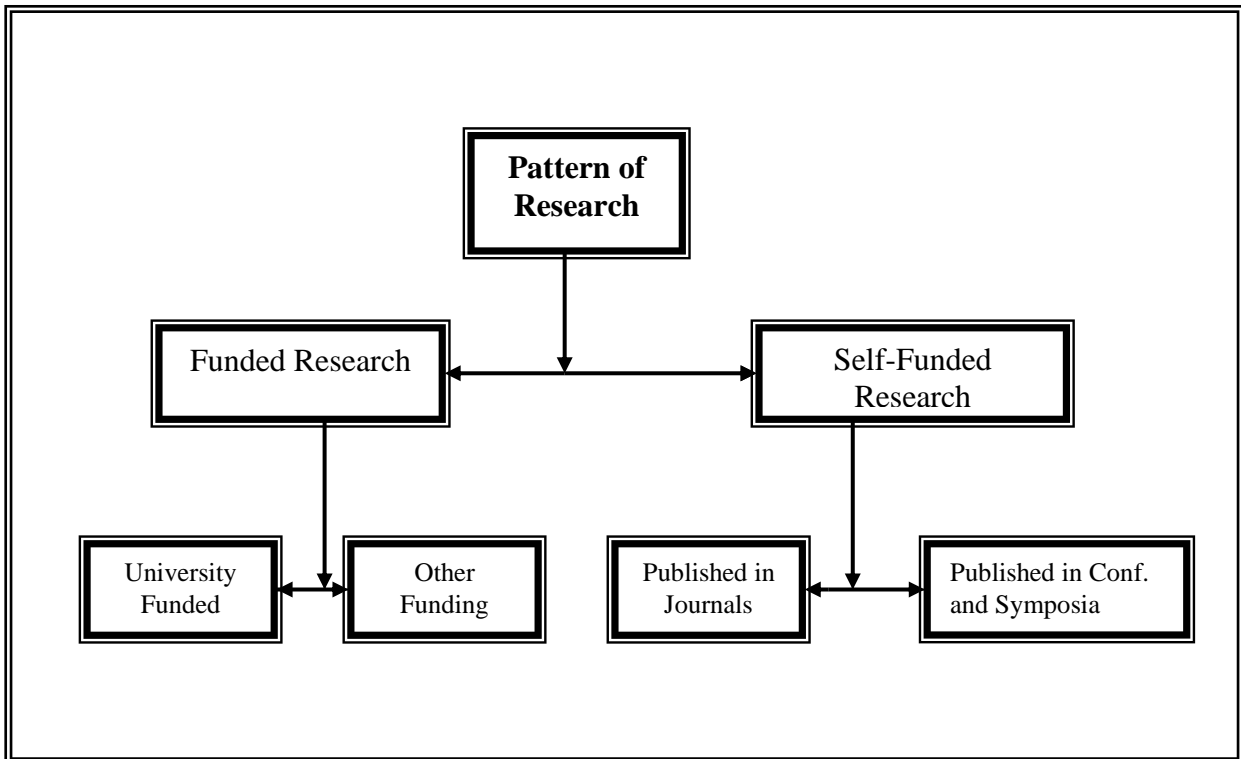 Pattern of
Research
Funded Research
Self-Funded
Research
University
Funded
Other
Funding
Published in
Journals
Published in Conf.
and Symposia